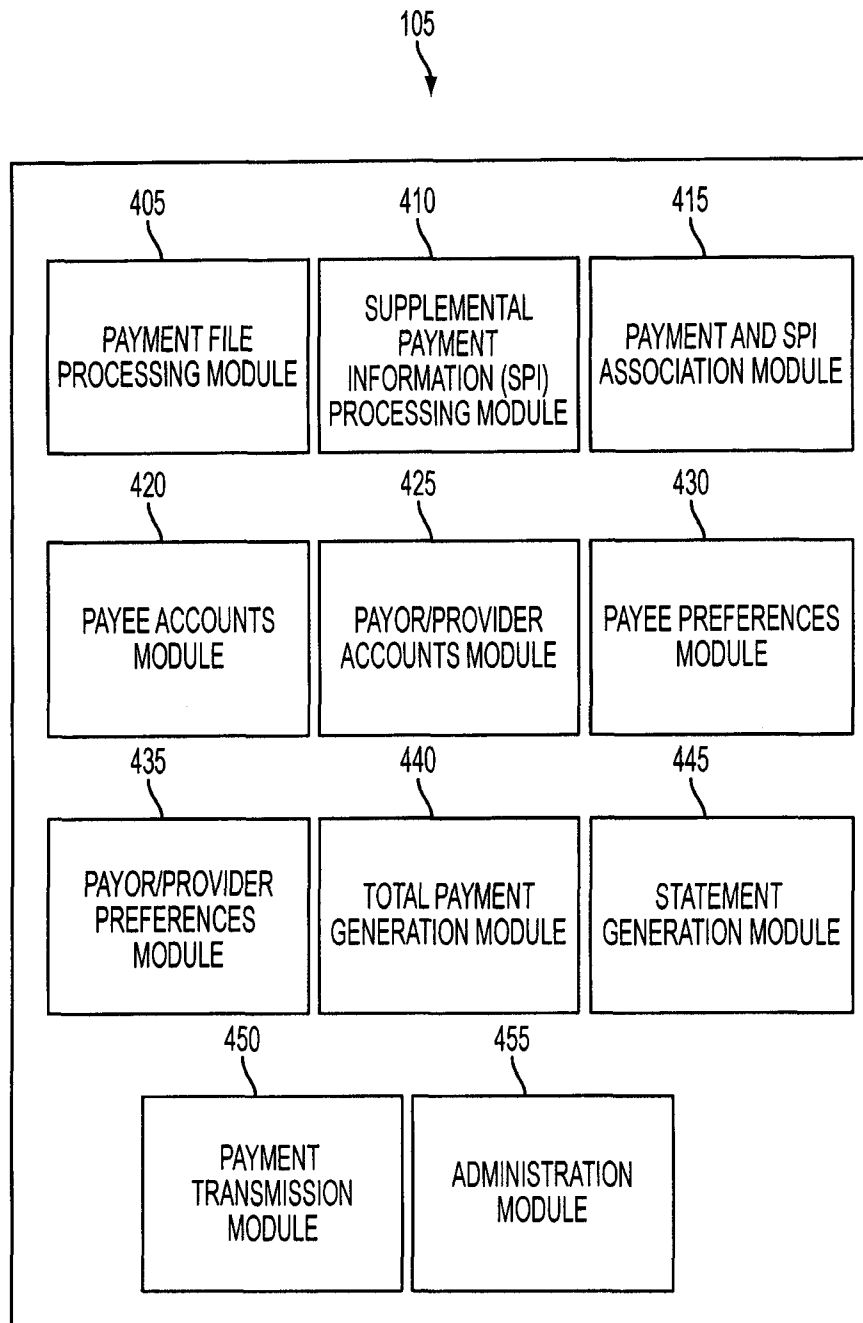 105
405
410
415
PAYMENT FILE
PROCESSING MODULE
SUPPLEMENTAL
PAYMENT
INFORMATION (SPI)
PROCESSING MODULE
PAYMENT AND SPI
ASSOCIATION MODULE
420
425
430
PAYEE ACCOUNTS
MODULE
PAYOR/PROVIDER
ACCOUNTS MODULE
PAYEE PREFERENCES
MODULE
435
440
445
PAYOR/PROVIDER
PREFERENCES
MODULE
TOTAL PAYMENT
GENERATION MODULE
STATEMENT
GENERATION MODULE
450
455
PAYMENT
TRANSMISSION
MODULE
ADMINISTRATION
MODULE